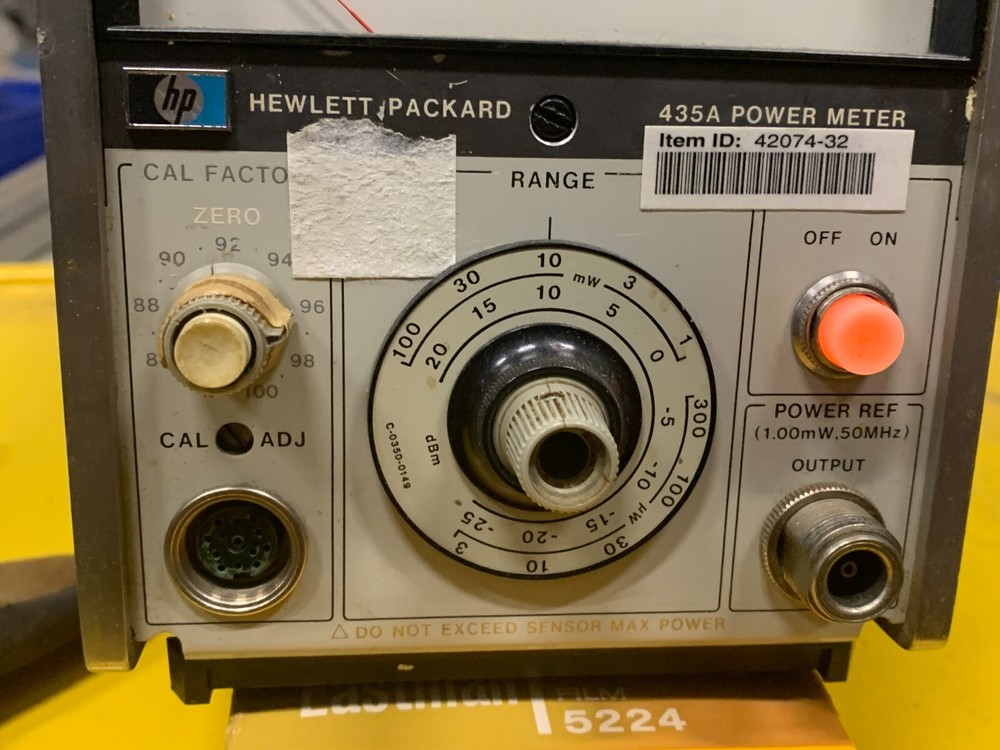 hp HEWLETT·PACKARD 435A POWER METER
Item ID: 42074-32
CAL FACTO
RANGE
ZERO
88 90 92 94 96 98 100
CAL ADJ
10 3 1
30
100
mW
300 100
µW
30 10 3
20 15 10 5 0 -5 -10 -15 -20 -25
dBm
C-0350-0149
OFF ON
POWER REF
(1.00mW,50MHz)
OUTPUT
⚠ DO NOT EXCEED SENSOR MAX POWER
Eastman FILM
5224